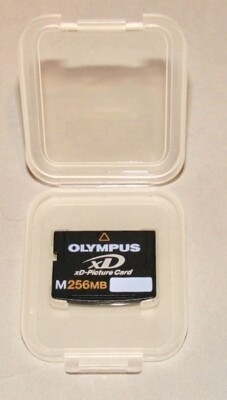 OLYMPUS
xD
xD-Picture Card
M256MB